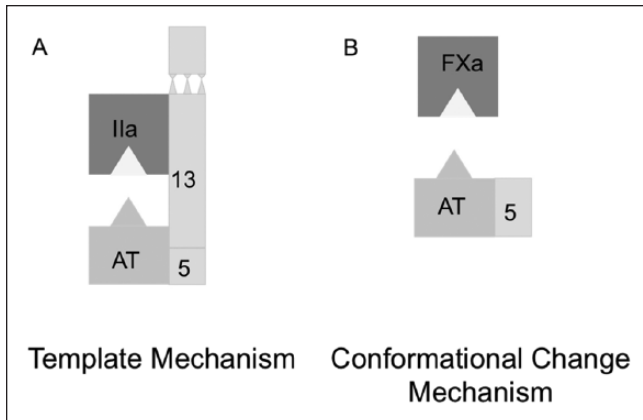 A
IIa
13
AT
5
Template Mechanism
B
FXa
AT
5
Conformational Change
Mechanism